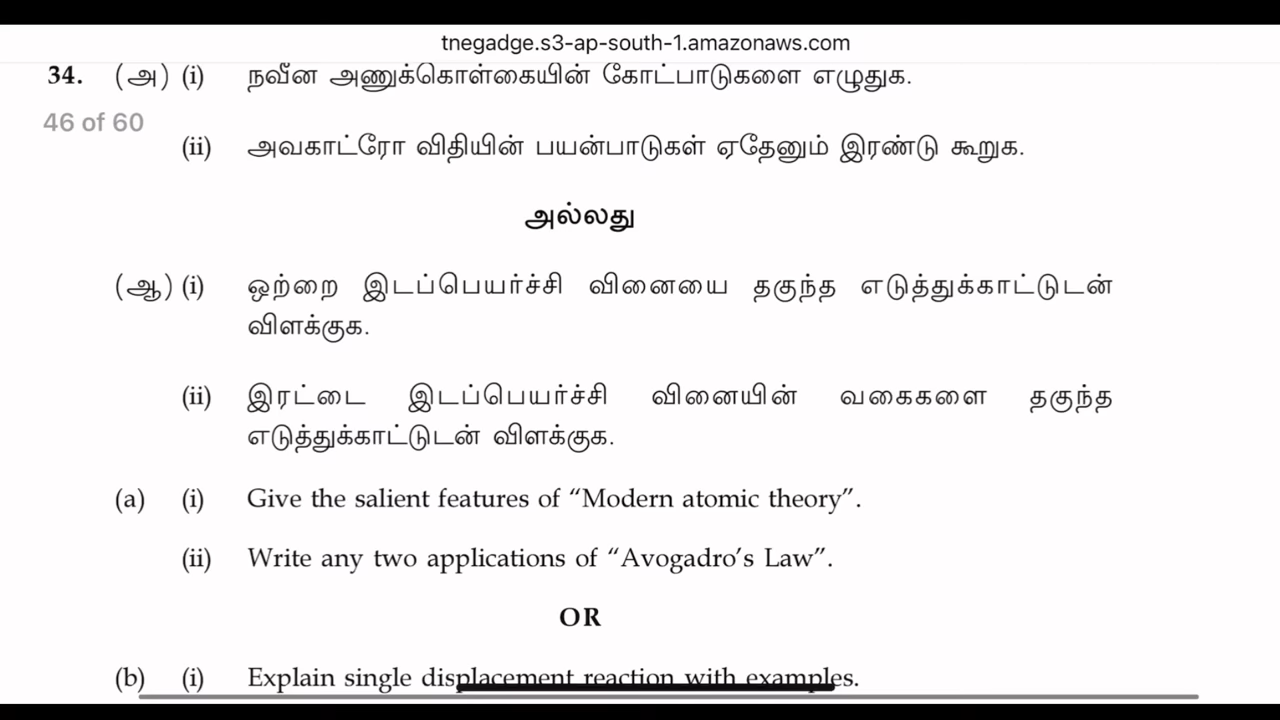 tnegadge.s3-ap-south-1.amazonaws.com
34. (அ) (i) நவீன அணுக்கொள்கையின் கோட்பாடுகளை எழுதுக.
46 of 60
(ii) அவகாட்ரோ விதியின் பயன்பாடுகள் ஏதேனும் இரண்டு கூறுக.
அல்லது
(ஆ) (i) ஒற்றை இடப்பெயர்ச்சி வினையை தகுந்த எடுத்துக்காட்டுடன்
விளக்குக.
(ii) இரட்டை இடப்பெயர்ச்சி வினையின் வகைகளை தகுந்த
எடுத்துக்காட்டுடன் விளக்குக.
(a) (i) Give the salient features of “Modern atomic theory”.
(ii) Write any two applications of “Avogadro’s Law”.
OR
(b) (i) Explain single displacement reaction with examples.